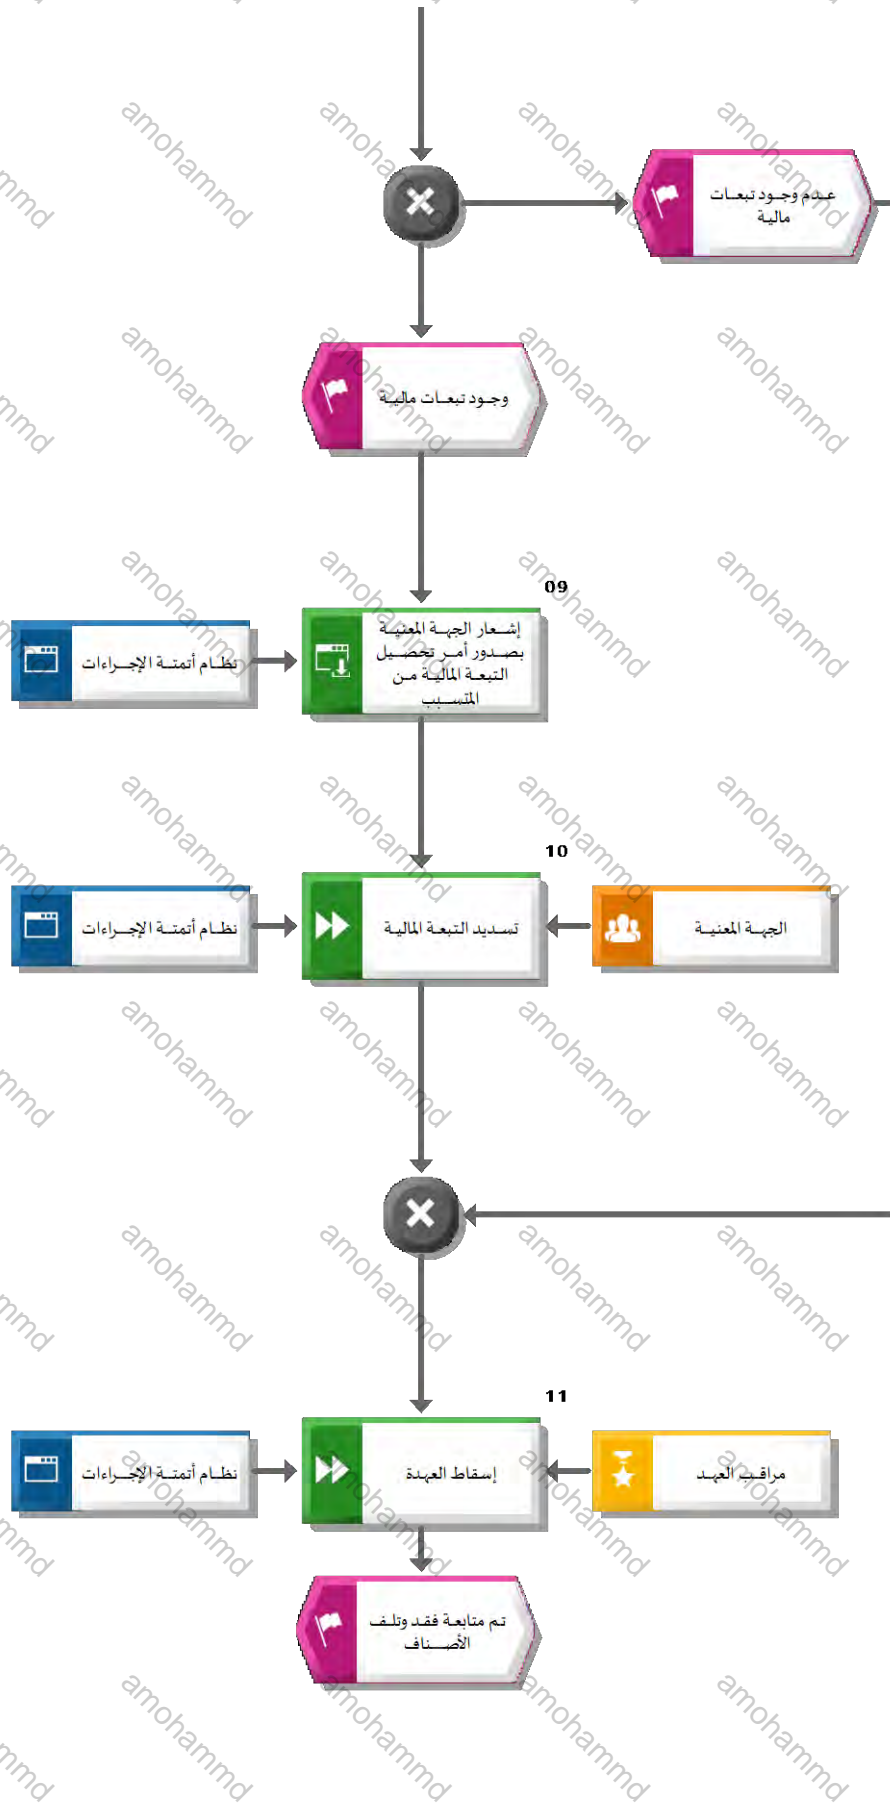 عدم وجود تبعات
مالية
وجود تبعات مالية
09
إشعار الجهة المعنية
بصدور أمر تحصيل
التبعة المالية من
المتسبب
نظام أتمتة الإجراءات
10
الجهة المعنية
تسديد التبعة المالية
نظام أتمتة الإجراءات
11
مراقب العهد
إسقاط العهدة
نظام أتمتة الإجراءات
تم متابعة فقد وتلف
الأصناف
amohammd